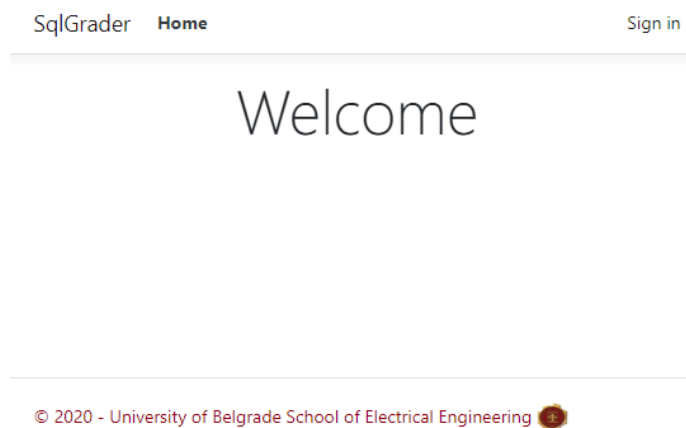 SqlGrader Home Sign in
Welcome
© 2020 - University of Belgrade School of Electrical Engineering